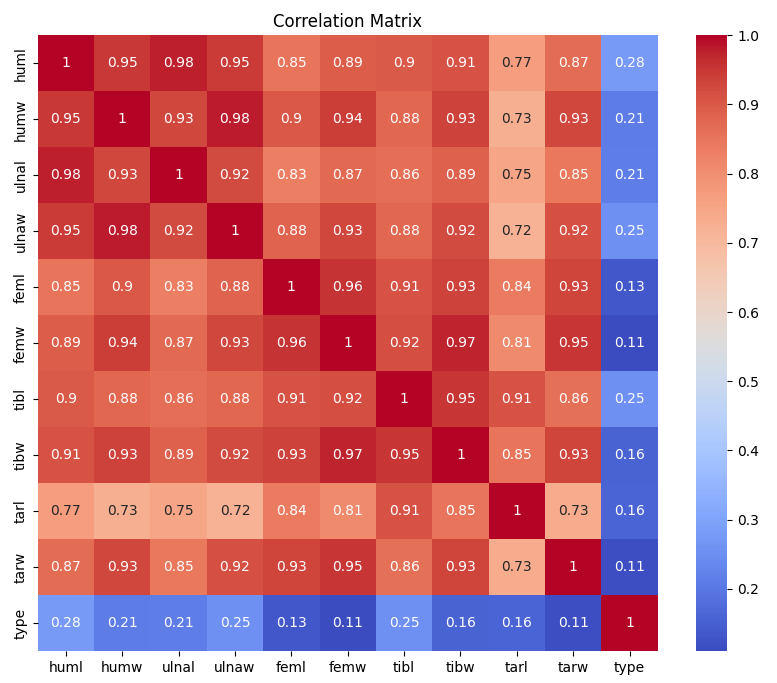 Correlation Matrix
huml 1 0.95 0.98 0.95 0.85 0.89 0.9 0.91 0.77 0.87 0.28
humw 0.95 1 0.93 0.98 0.9 0.94 0.88 0.93 0.73 0.93 0.21
ulnal 0.98 0.93 1 0.92 0.83 0.87 0.86 0.89 0.75 0.85 0.21
ulnaw 0.95 0.98 0.92 1 0.88 0.93 0.88 0.92 0.72 0.92 0.25
feml 0.85 0.9 0.83 0.88 1 0.96 0.91 0.93 0.84 0.93 0.13
femw 0.89 0.94 0.87 0.93 0.96 1 0.92 0.97 0.81 0.95 0.11
tibl 0.9 0.88 0.86 0.88 0.91 0.92 1 0.95 0.91 0.86 0.25
tibw 0.91 0.93 0.89 0.92 0.93 0.97 0.95 1 0.85 0.93 0.16
tarl 0.77 0.73 0.75 0.72 0.84 0.81 0.91 0.85 1 0.73 0.16
tarw 0.87 0.93 0.85 0.92 0.93 0.95 0.86 0.93 0.73 1 0.11
type 0.28 0.21 0.21 0.25 0.13 0.11 0.25 0.16 0.16 0.11 1
huml humw ulnal ulnaw feml femw tibl tibw tarl tarw type
1.0
0.9
0.8
0.7
0.6
0.5
0.4
0.3
0.2